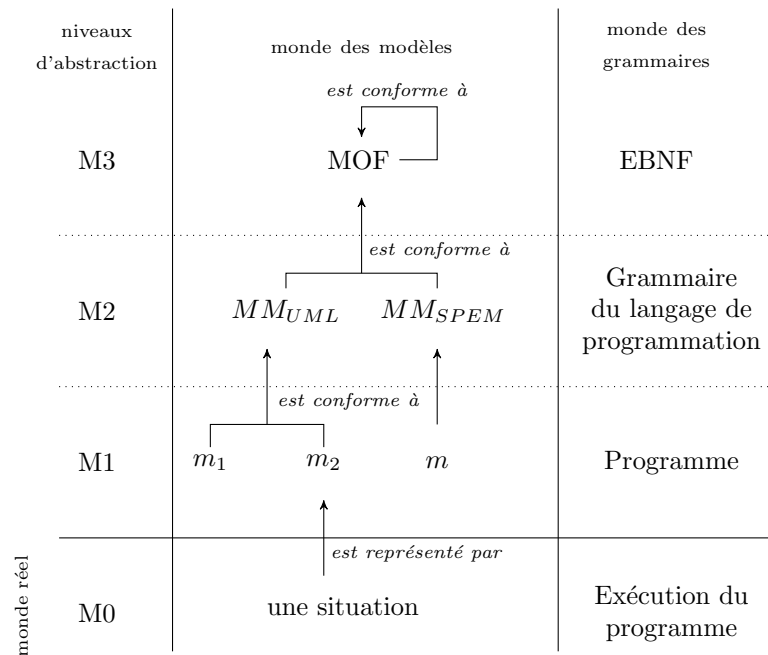 niveaux
d'abstraction
monde des modèles
monde des
grammaires
est conforme à
M3
MOF
EBNF
est conforme à
M2
MM_UML
MM_SPEM
Grammaire
du langage de
programmation
est conforme à
M1
m_1
m_2
m
Programme
est représenté par
monde réel
M0
une situation
Exécution du
programme